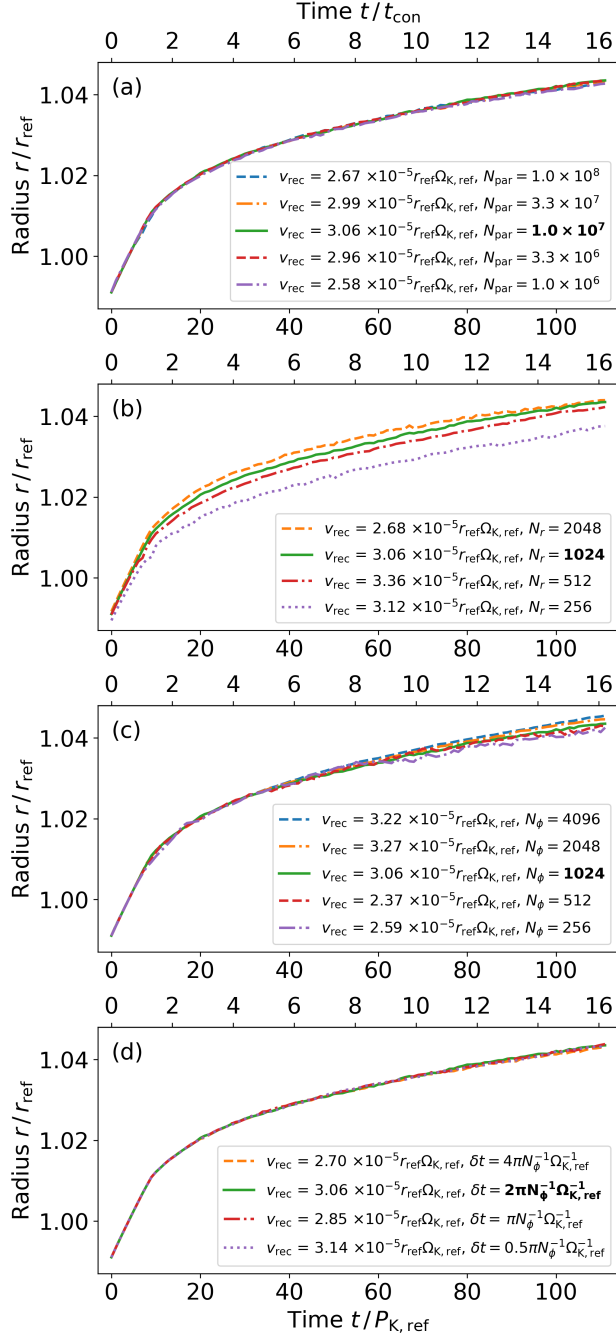 Time t / t_con
0 2 4 6 8 10 12 14 16
(a)
1.04
1.02
1.00
Radius r / r_ref
v_rec = 2.67 ×10^−5 r_ref Ω_K, ref, N_par = 1.0 × 10^8
v_rec = 2.99 ×10^−5 r_ref Ω_K, ref, N_par = 3.3 × 10^7
v_rec = 3.06 ×10^−5 r_ref Ω_K, ref, N_par = 1.0 × 10^7
v_rec = 2.96 ×10^−5 r_ref Ω_K, ref, N_par = 3.3 × 10^6
v_rec = 2.58 ×10^−5 r_ref Ω_K, ref, N_par = 1.0 × 10^6
0 20 40 60 80 100
0 2 4 6 8 10 12 14 16
(b)
1.04
1.02
1.00
Radius r / r_ref
v_rec = 2.68 ×10^−5 r_ref Ω_K, ref, N_r = 2048
v_rec = 3.06 ×10^−5 r_ref Ω_K, ref, N_r = 1024
v_rec = 3.36 ×10^−5 r_ref Ω_K, ref, N_r = 512
v_rec = 3.12 ×10^−5 r_ref Ω_K, ref, N_r = 256
0 20 40 60 80 100
0 2 4 6 8 10 12 14 16
(c)
1.04
1.02
1.00
Radius r / r_ref
v_rec = 3.22 ×10^−5 r_ref Ω_K, ref, N_ϕ = 4096
v_rec = 3.27 ×10^−5 r_ref Ω_K, ref, N_ϕ = 2048
v_rec = 3.06 ×10^−5 r_ref Ω_K, ref, N_ϕ = 1024
v_rec = 2.37 ×10^−5 r_ref Ω_K, ref, N_ϕ = 512
v_rec = 2.59 ×10^−5 r_ref Ω_K, ref, N_ϕ = 256
0 20 40 60 80 100
0 2 4 6 8 10 12 14 16
(d)
1.04
1.02
1.00
Radius r / r_ref
v_rec = 2.70 ×10^−5 r_ref Ω_K, ref, δt = 4πN_ϕ^−1 Ω_K, ref^−1
v_rec = 3.06 ×10^−5 r_ref Ω_K, ref, δt = 2πN_ϕ^−1 Ω_K, ref^−1
v_rec = 2.85 ×10^−5 r_ref Ω_K, ref, δt = πN_ϕ^−1 Ω_K, ref^−1
v_rec = 3.14 ×10^−5 r_ref Ω_K, ref, δt = 0.5πN_ϕ^−1 Ω_K, ref^−1
0 20 40 60 80 100
Time t / P_K, ref